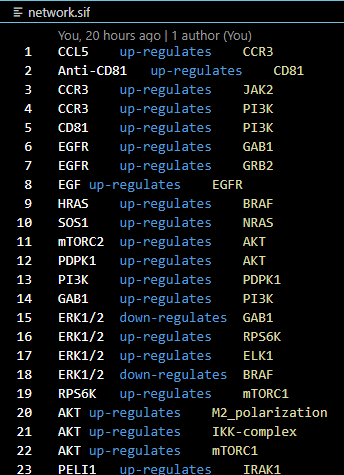 network.sif
You, 20 hours ago | 1 author (You)
1 CCL5 up-regulates CCR3
2 Anti-CD81 up-regulates CD81
3 CCR3 up-regulates JAK2
4 CCR3 up-regulates PI3K
5 CD81 up-regulates PI3K
6 EGFR up-regulates GAB1
7 EGFR up-regulates GRB2
8 EGF up-regulates EGFR
9 HRAS up-regulates BRAF
10 SOS1 up-regulates NRAS
11 mTORC2 up-regulates AKT
12 PDPK1 up-regulates AKT
13 PI3K up-regulates PDPK1
14 GAB1 up-regulates PI3K
15 ERK1/2 down-regulates GAB1
16 ERK1/2 up-regulates RPS6K
17 ERK1/2 up-regulates ELK1
18 ERK1/2 down-regulates BRAF
19 RPS6K up-regulates mTORC1
20 AKT up-regulates M2_polarization
21 AKT up-regulates IKK-complex
22 AKT up-regulates mTORC1
23 PELI1 up-regulates IRAK1